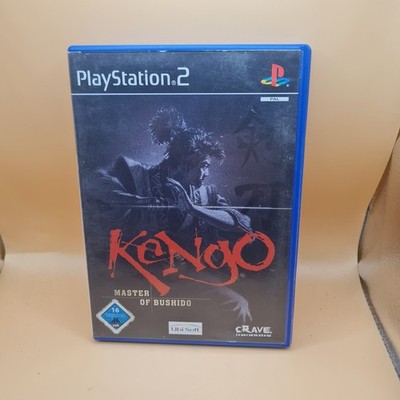 PlayStation 2
PAL
Kengo
MASTER
OF BUSHIDO
16
Ubi Soft
CRAVE